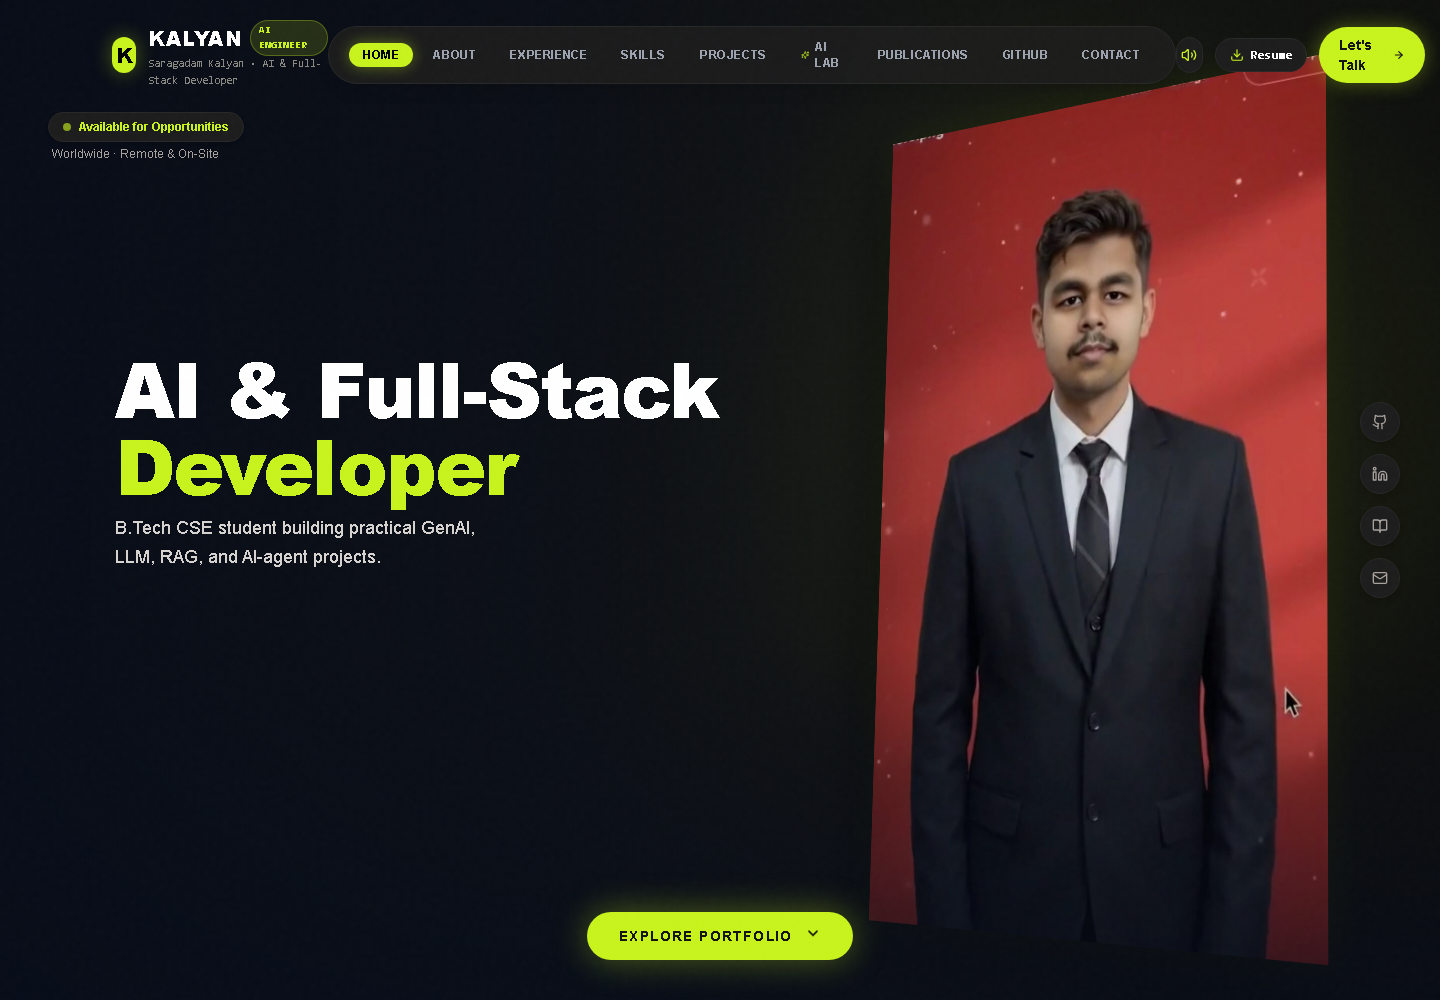 K
KALYAN
AI
ENGINEER
Saragadam Kalyan • AI & Full-
Stack Developer
HOME
ABOUT
EXPERIENCE
SKILLS
PROJECTS
AI
LAB
PUBLICATIONS
GITHUB
CONTACT
Resume
Let's
Talk
Available for Opportunities
Worldwide · Remote & On-Site
AI & Full-Stack
Developer
B.Tech CSE student building practical GenAI,
LLM, RAG, and AI-agent projects.
EXPLORE PORTFOLIO